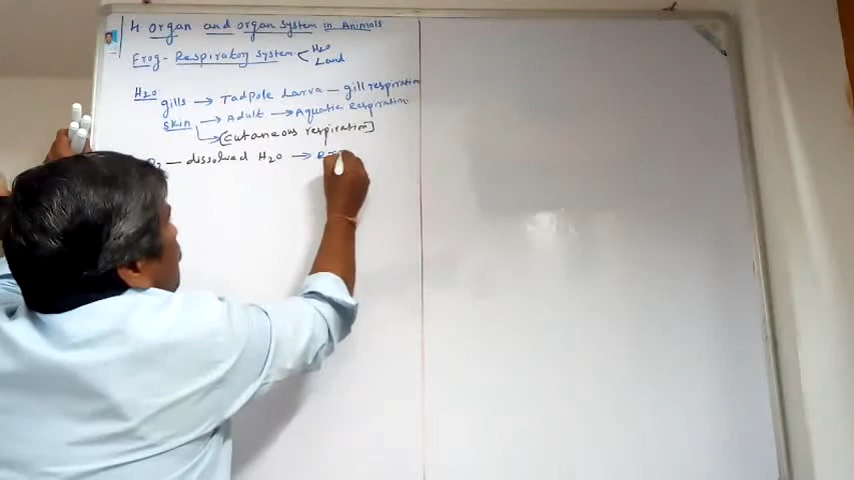 4 Organ and organ system in Animals
Frog - Respiratory system H2O
Land
H2O
gills → Tadpole Larva — gill respiration
Skin → Adult → Aquatic respiration
→ [Cutaneous respiration]
— dissolved H2O →